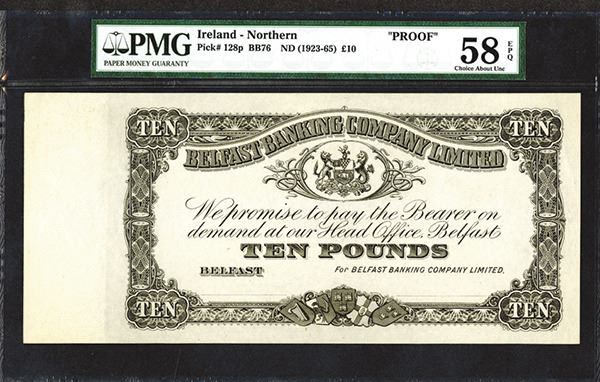 PMG
PAPER MONEY GUARANTY
Ireland - Northern "PROOF"
Pick# 128p BB76 ND (1923-65) £10
58 EPQ
Choice About Unc
TEN TEN
BELFAST BANKING COMPANY LIMITED
We promise to pay the Bearer on
demand at our Head Office, Belfast
TEN POUNDS
BELFAST For BELFAST BANKING COMPANY LIMITED.
TEN TEN